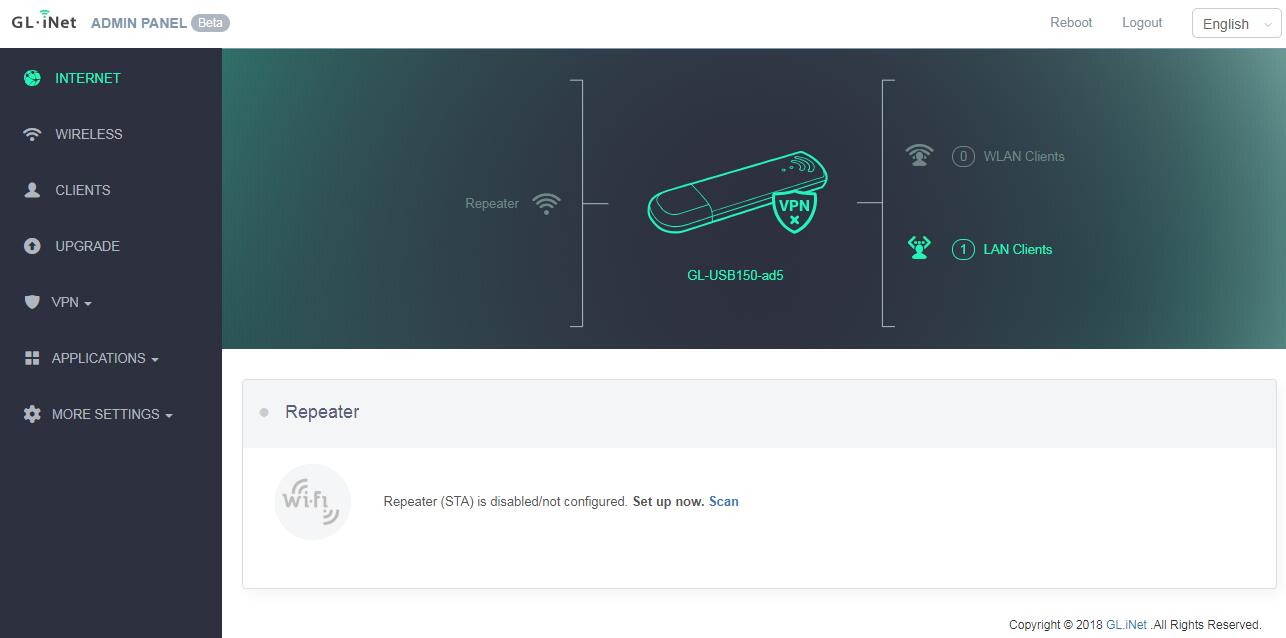 GL·iNet ADMIN PANEL Beta
Reboot Logout English
INTERNET
WIRELESS
CLIENTS
UPGRADE
VPN
APPLICATIONS
MORE SETTINGS
Repeater
VPN
GL-USB150-ad5
0 WLAN Clients
1 LAN Clients
Repeater
Wi-Fi
Repeater (STA) is disabled/not configured. Set up now. Scan
Copyright © 2018 GL.iNet .All Rights Reserved.